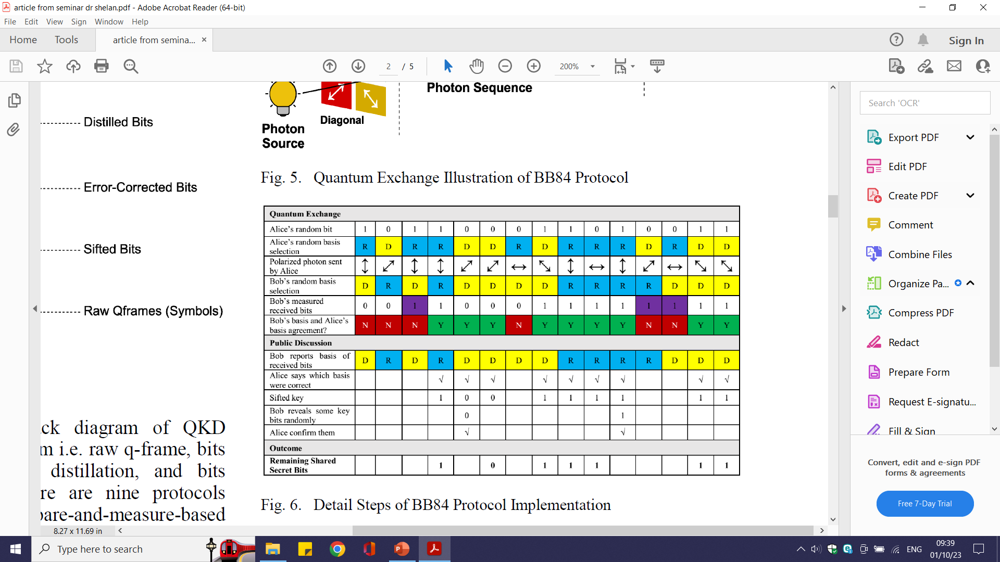 article from seminar dr shelan.pdf - Adobe Acrobat Reader (64-bit)
File Edit View Sign Window Help
Home Tools article from semina... ×
Sign In
2 / 5 200%
Distilled Bits
Error-Corrected Bits
Sifted Bits
Raw Qframes (Symbols)
ck diagram of QKD
m i.e. raw q-frame, bits
distillation, and bits
re are nine protocols
pare-and-measure-based
Photon Sequence
Diagonal
Photon
Source
Fig. 5. Quantum Exchange Illustration of BB84 Protocol
Quantum Exchange
Alice's random bit 1 0 1 1 0 0 0 1 1 0 1 0 0 1 1
Alice's random basis
selection R D R R D D R D R R R D R D D
Polarized photon sent
by Alice ↕ ⤢ ↕ ↕ ⤢ ⤢ ↔ ⤡ ↕ ↔ ↕ ⤢ ↔ ⤡ ⤡
Bob's random basis
selection D R D R D D D D R R R R D D D
Bob's measured
received bits 0 0 1 1 0 0 0 1 1 1 1 1 1 1 1
Bob's basis and Alice's
basis agreement? N N N Y Y Y N Y Y Y Y N N Y Y
Public Discussion
Bob reports basis of
received bits D R D R D D D D R R R R D D D
Alice says which basis
were correct √ √ √ √ √ √ √ √ √
Sifted key 1 0 0 1 1 1 1 1 1
Bob reveals some key
bits randomly 0 1
Alice confirm them √ √
Outcome
Remaining Shared
Secret Bits 1 0 1 1 1 1 1
Fig. 6. Detail Steps of BB84 Protocol Implementation
8.27 x 11.69 in
Search 'OCR'
Export PDF
Edit PDF
Create PDF
Comment
Combine Files
Organize Pa...
Compress PDF
Redact
Prepare Form
Request E-signatu...
Fill & Sign
Convert, edit and e-sign PDF
forms & agreements
Free 7-Day Trial
Type here to search
ENG
09:39
01/10/23